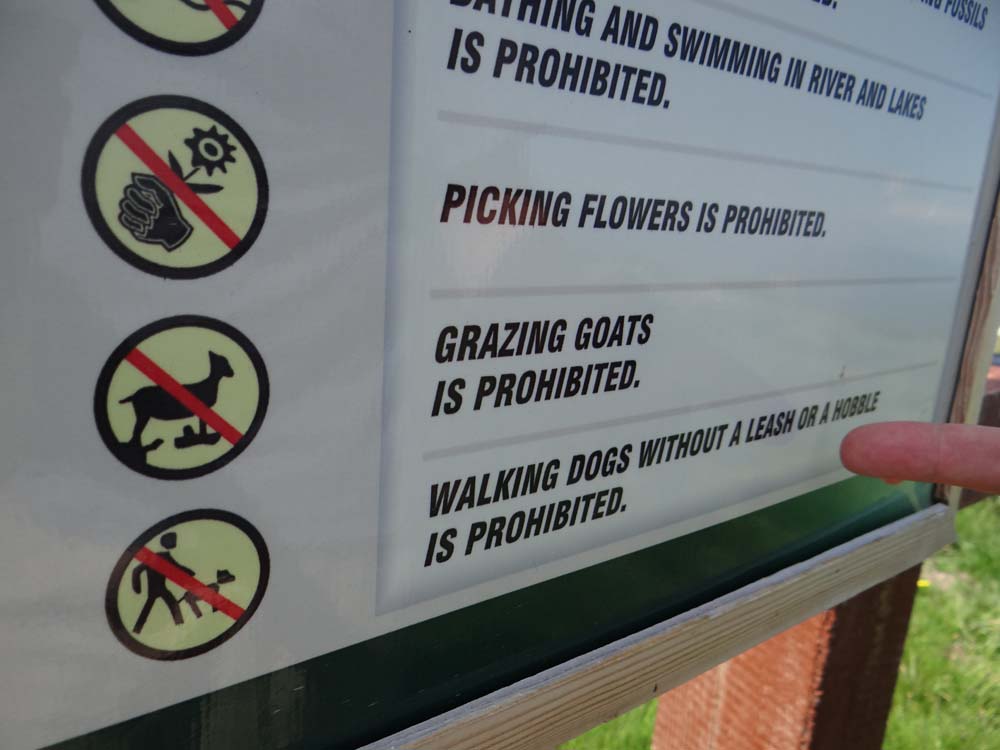 FOSSILS
BATHING AND SWIMMING IN RIVER AND LAKES
IS PROHIBITED.
PICKING FLOWERS IS PROHIBITED.
GRAZING GOATS
IS PROHIBITED.
WALKING DOGS WITHOUT A LEASH OR A HOBBLE
IS PROHIBITED.